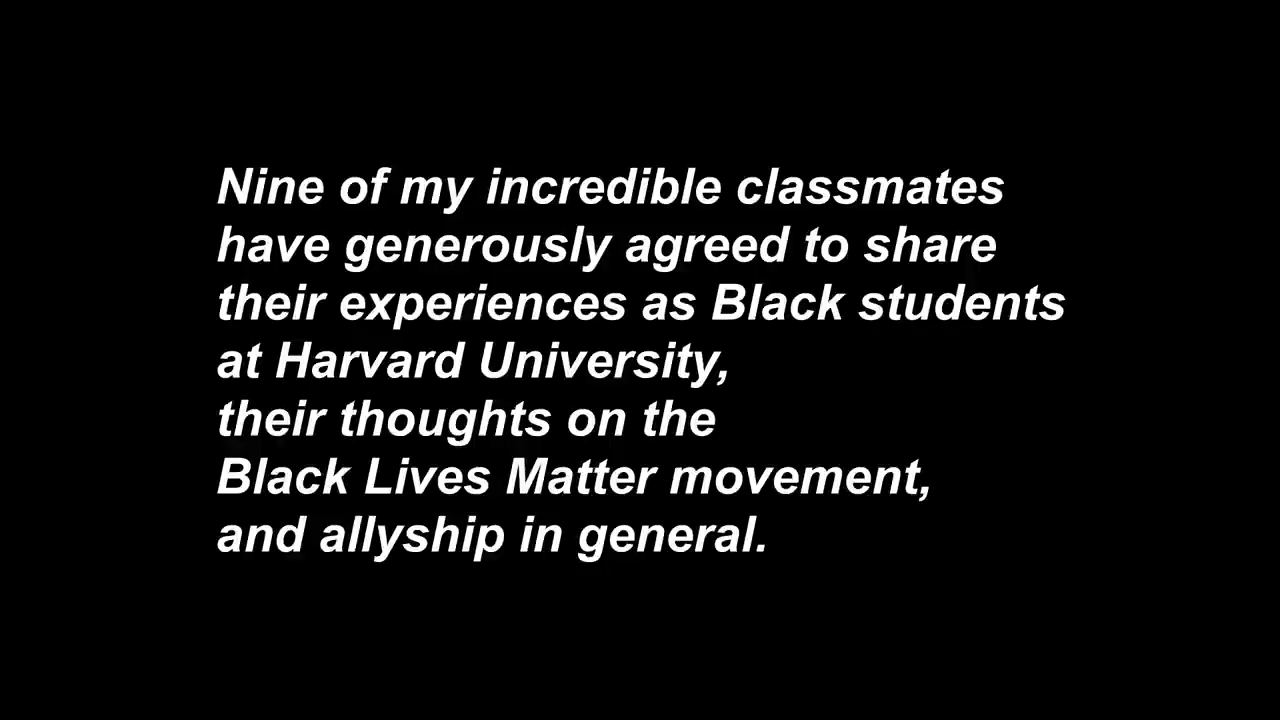 Nine of my incredible classmates
have generously agreed to share
their experiences as Black students
at Harvard University,
their thoughts on the
Black Lives Matter movement,
and allyship in general.